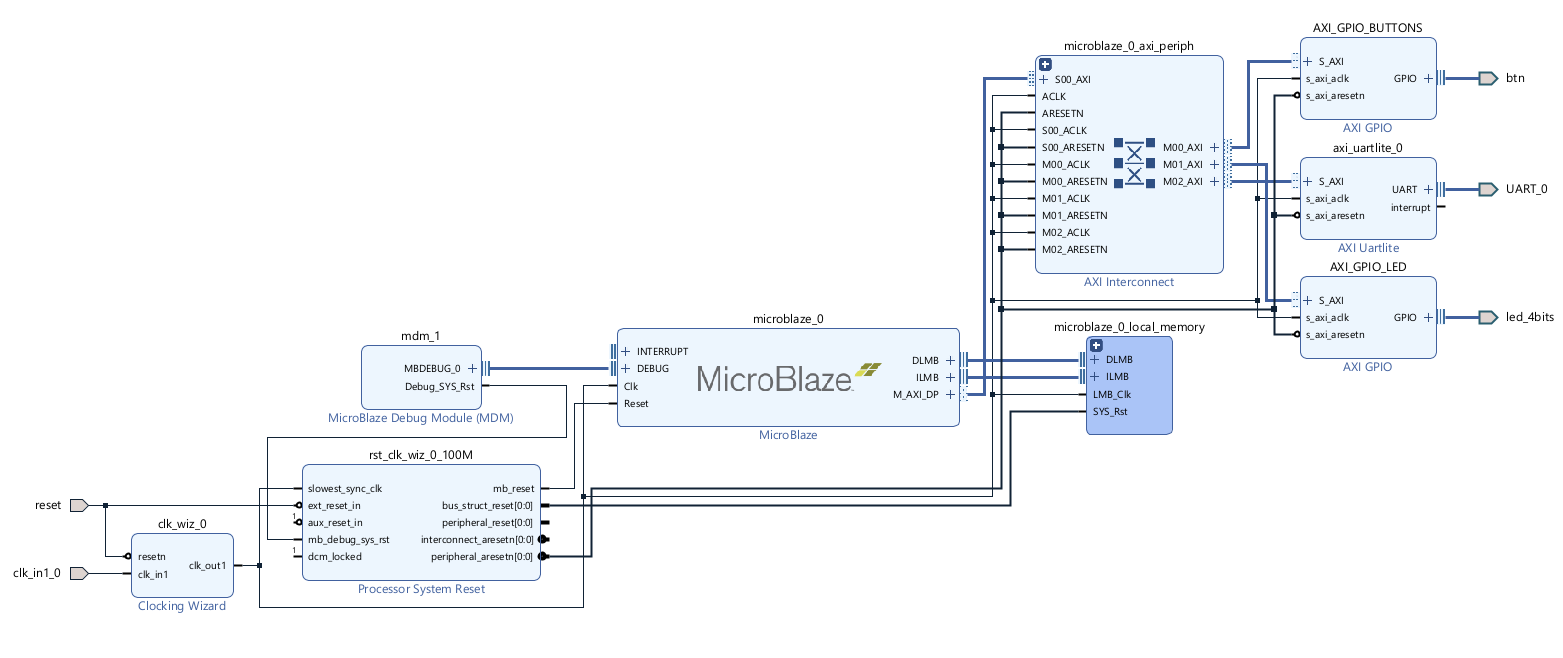 AXI_GPIO_BUTTONS
S_AXI
s_axi_aclk
s_axi_aresetn
GPIO
btn
AXI GPIO
microblaze_0_axi_periph
S00_AXI
ACLK
ARESETN
S00_ACLK
S00_ARESETN
M00_ACLK
M00_ARESETN
M01_ACLK
M01_ARESETN
M02_ACLK
M02_ARESETN
M00_AXI
M01_AXI
M02_AXI
AXI Interconnect
axi_uartlite_0
S_AXI
s_axi_aclk
s_axi_aresetn
UART
interrupt
UART_0
AXI Uartlite
AXI_GPIO_LED
S_AXI
s_axi_aclk
s_axi_aresetn
GPIO
led_4bits
AXI GPIO
microblaze_0
INTERRUPT
DEBUG
Clk
Reset
MicroBlaze
DLMB
ILMB
M_AXI_DP
MicroBlaze
microblaze_0_local_memory
DLMB
ILMB
LMB_Clk
SYS_Rst
mdm_1
MBDEBUG_0
Debug_SYS_Rst
MicroBlaze Debug Module (MDM)
rst_clk_wiz_0_100M
slowest_sync_clk
ext_reset_in
1
aux_reset_in
mb_debug_sys_rst
1
dcm_locked
mb_reset
bus_struct_reset[0:0]
peripheral_reset[0:0]
interconnect_aresetn[0:0]
peripheral_aresetn[0:0]
Processor System Reset
reset
clk_in1_0
clk_wiz_0
resetn
clk_in1
clk_out1
Clocking Wizard